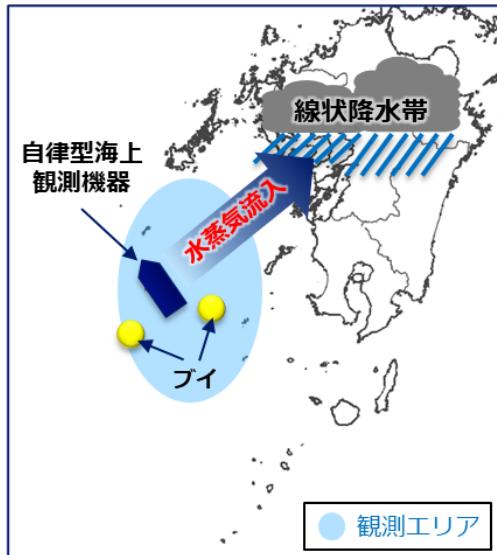 線状降水帯
自律型海上
観測機器
水蒸気流入
ブイ
観測エリア